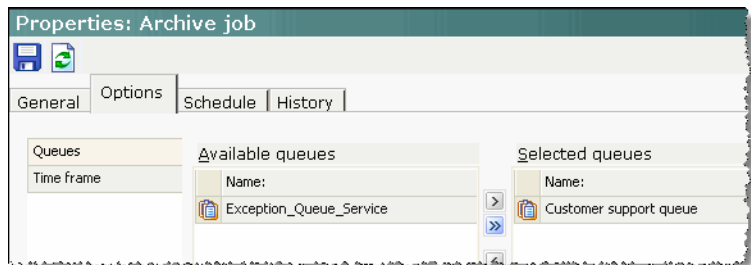 Properties: Archive job
General Options Schedule History
Queues
Time frame
Available queues
Name:
Exception_Queue_Service
Selected queues
Name:
Customer support queue